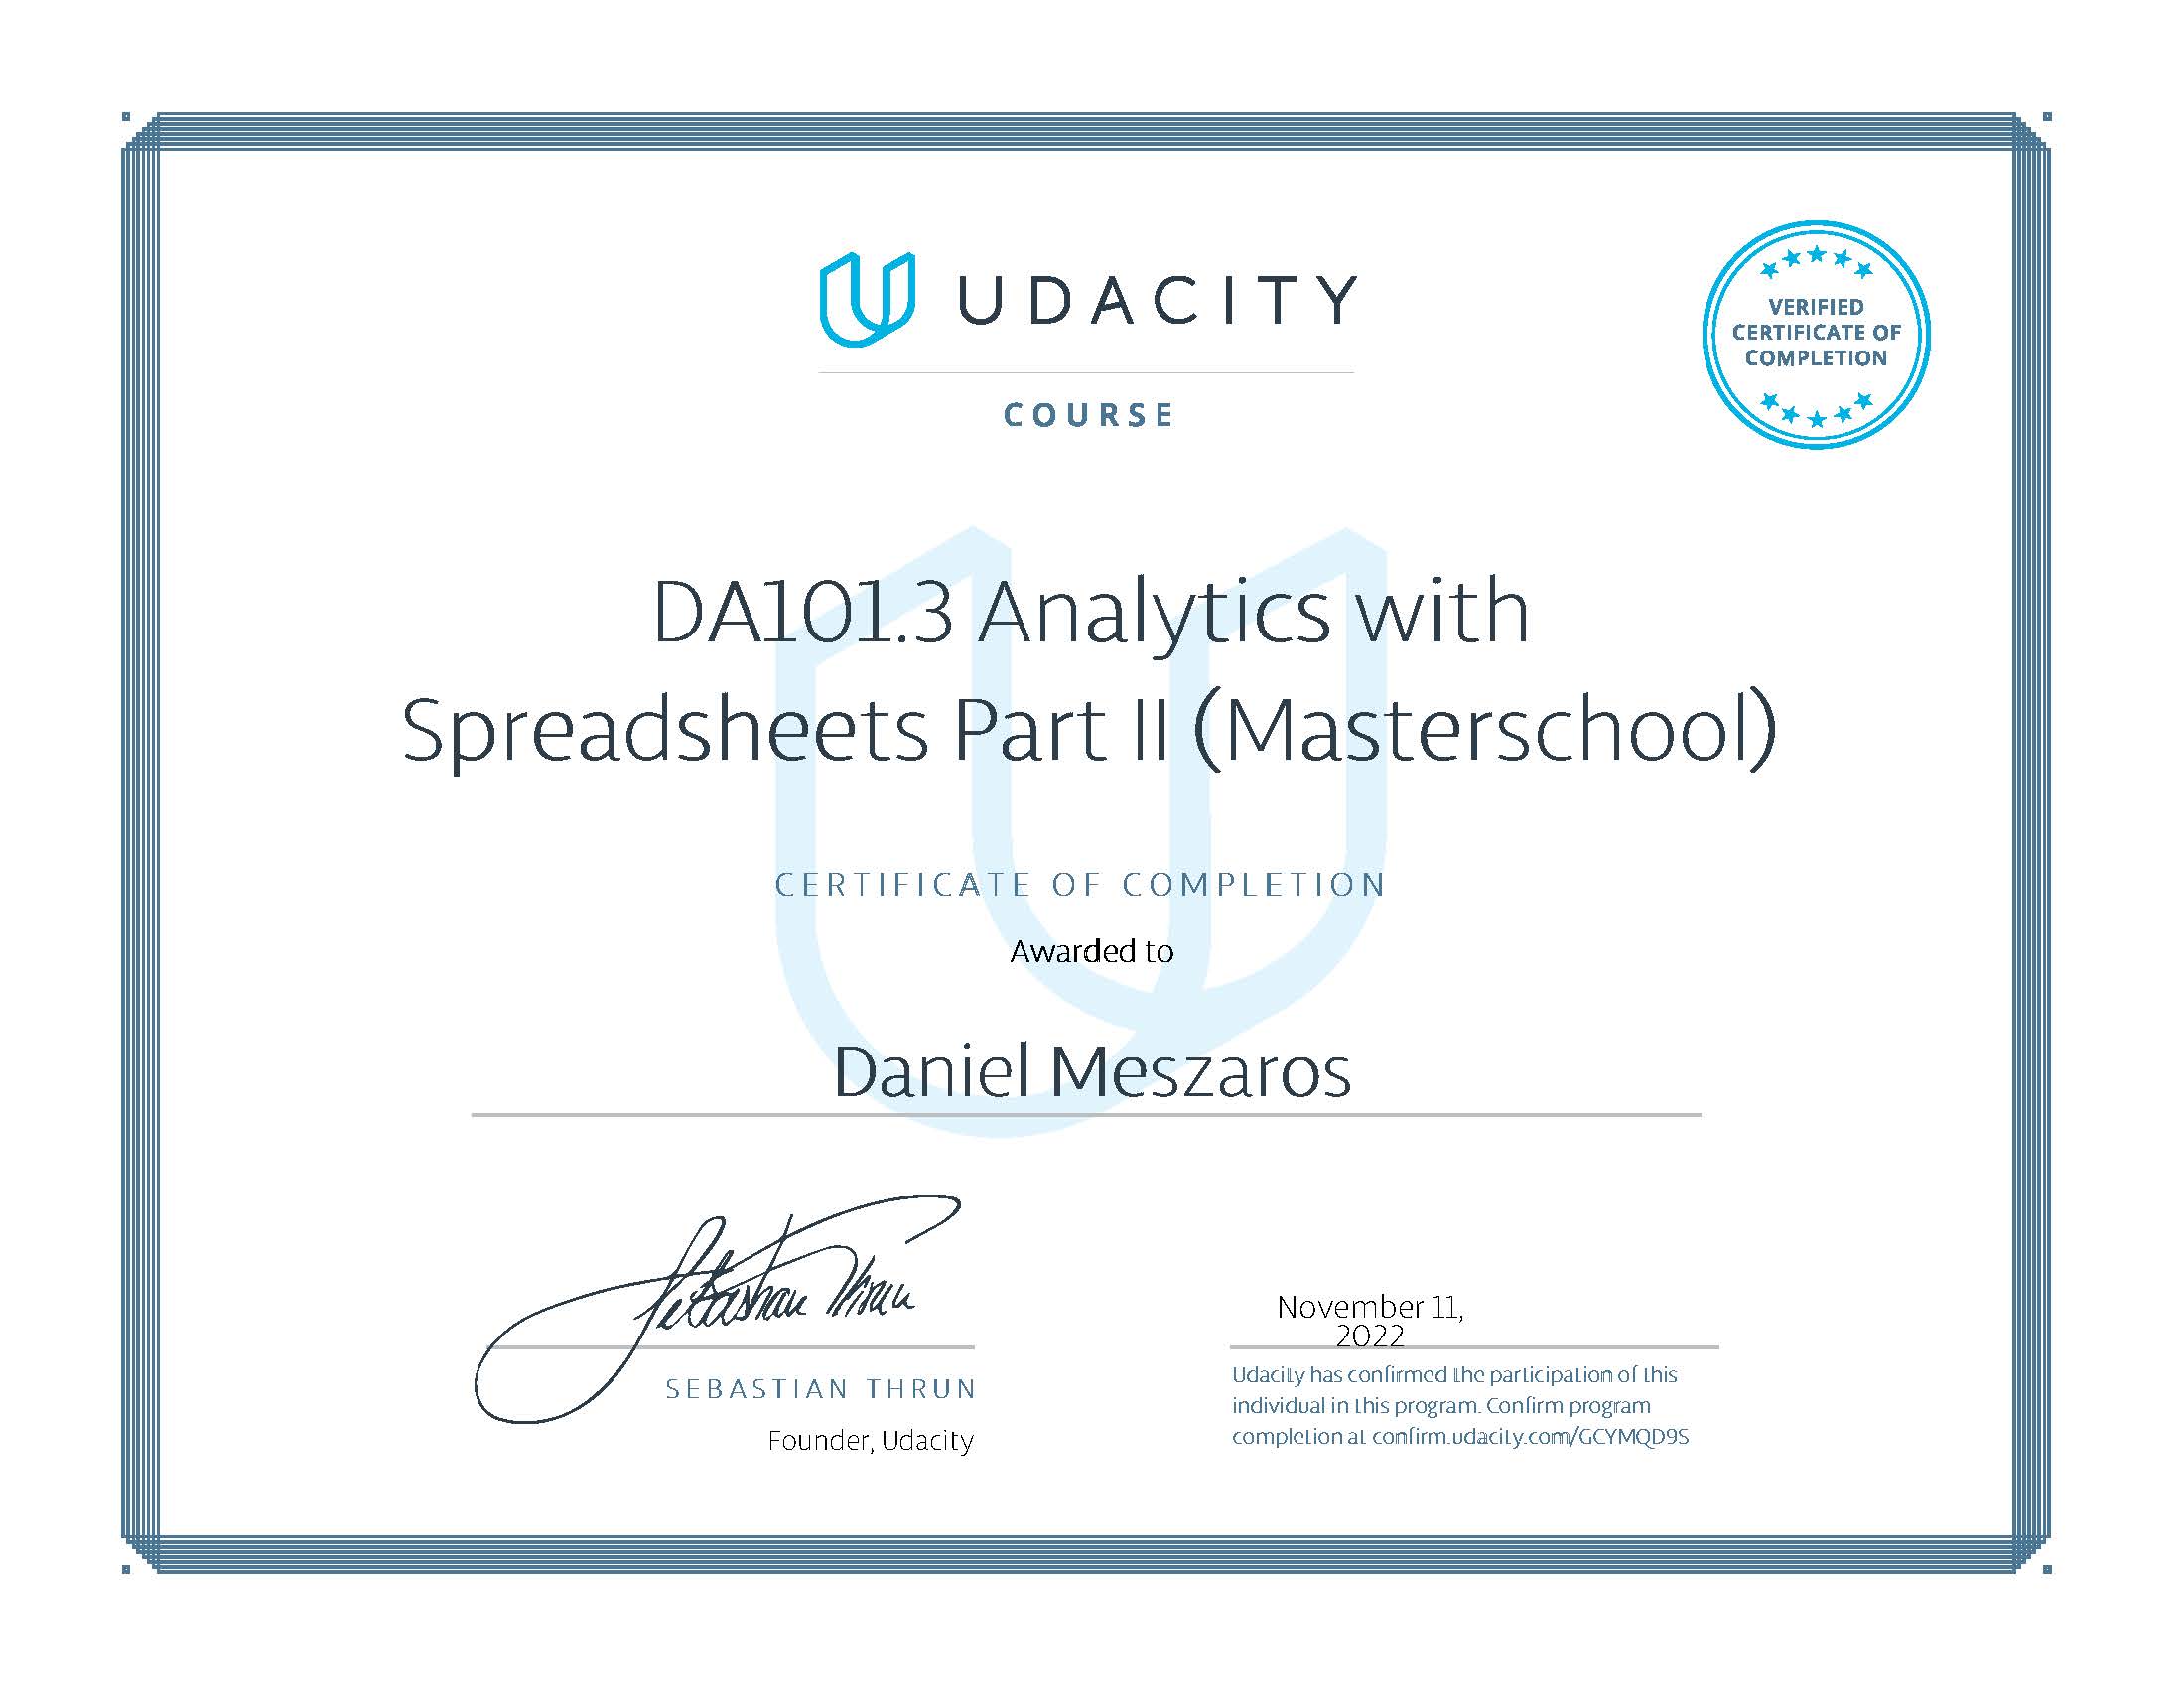 UDACITY
VERIFIED
CERTIFICATE OF
COMPLETION
COURSE
DA101.3 Analytics with
Spreadsheets Part II (Masterschool)
CERTIFICATE OF COMPLETION
Awarded to
Daniel Meszaros
Sebastian Thrun
November 11,
2022
SEBASTIAN THRUN
Founder, Udacity
Udacity has confirmed the participation of this
individual in this program. Confirm program
completion at confirm.udacity.com/GCYMQD9S